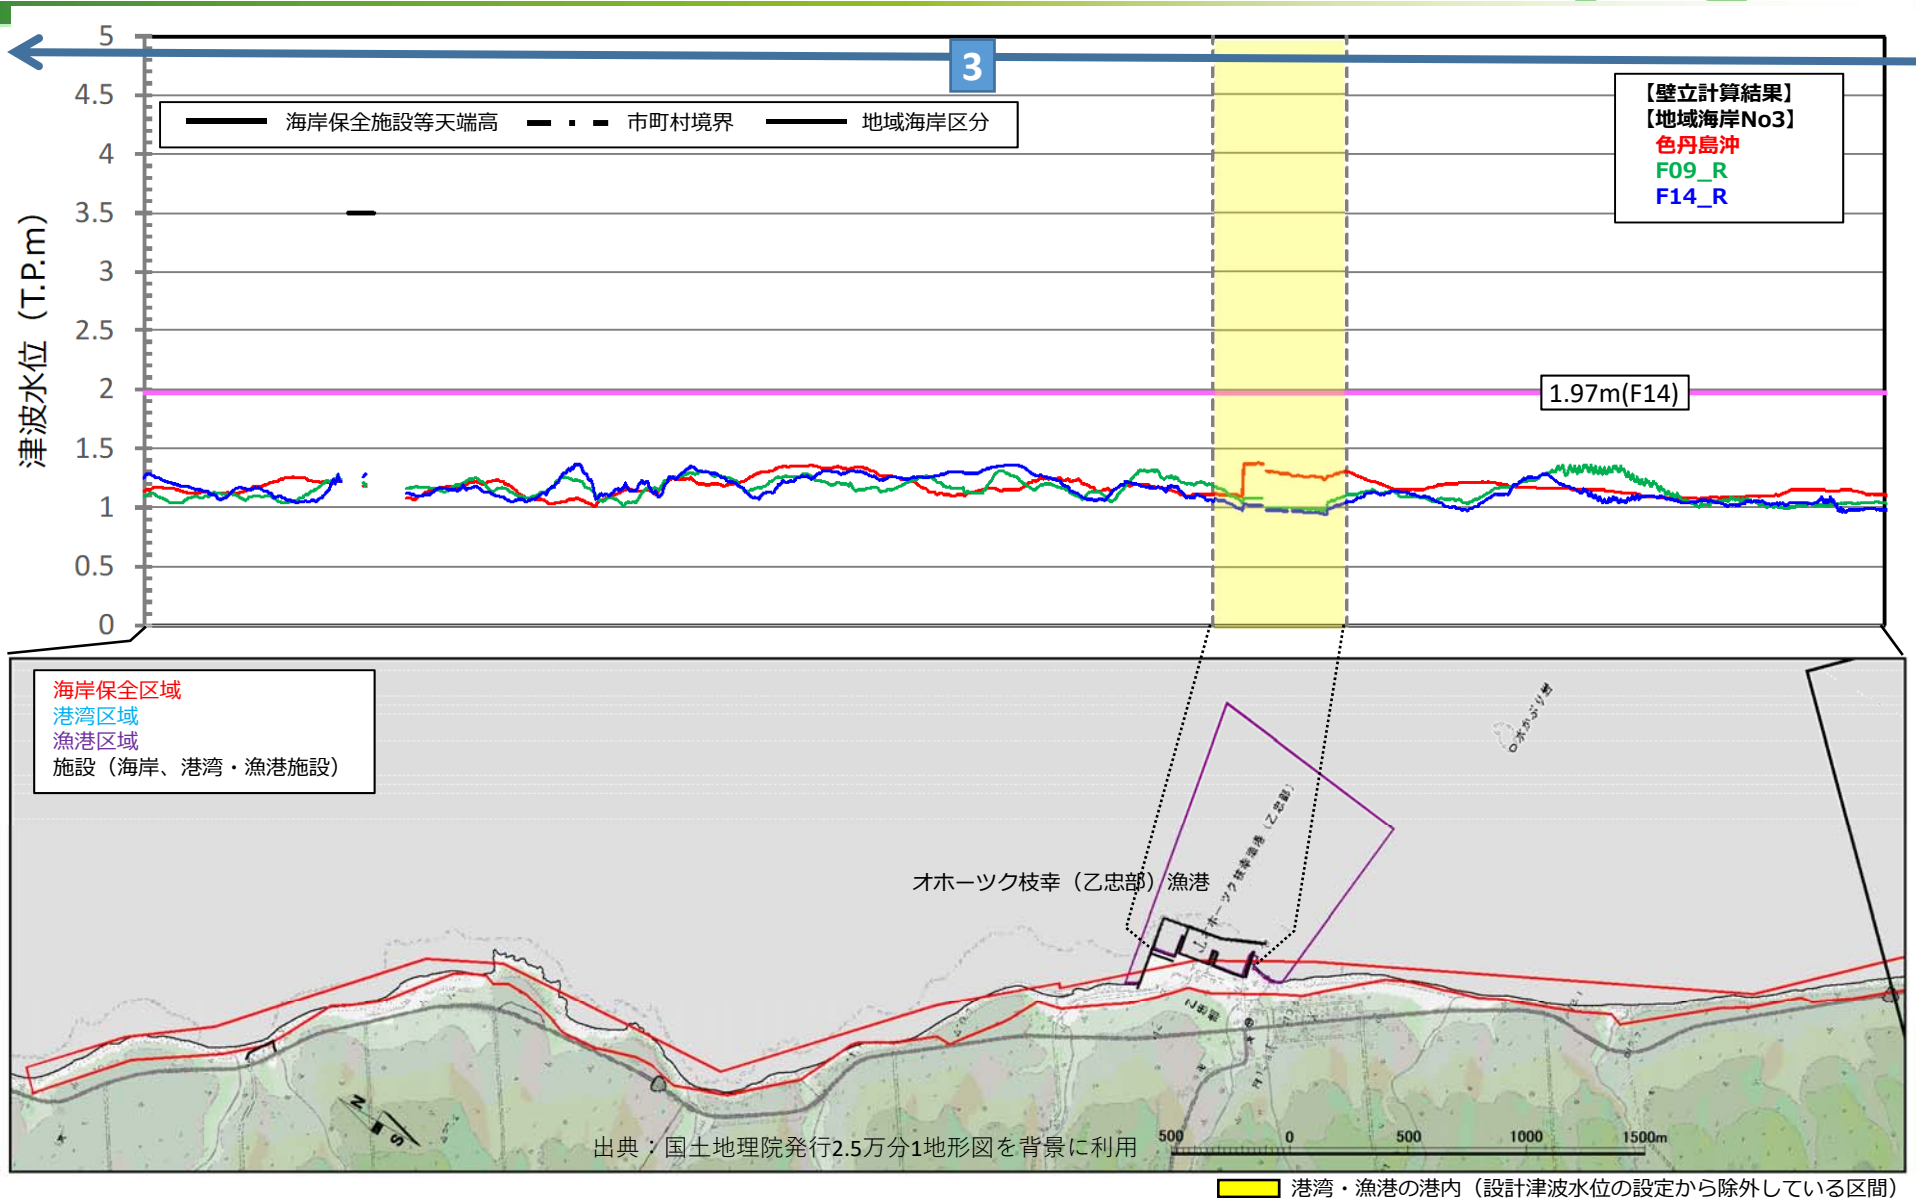 3
5
4.5
4
3.5
3
2.5
2
1.5
1
0.5
0
津波水位（T.P.m）
海岸保全施設等天端高
市町村境界
地域海岸区分
【壁立計算結果】
【地域海岸No3】
色丹島沖
F09_R
F14_R
1.97m(F14)
海岸保全区域
港湾区域
漁港区域
施設（海岸、港湾・漁港施設）
オホーツク枝幸（乙忠部）漁港
N
S
出典：国土地理院発行2.5万分1地形図を背景に利用
500 0 500 1000 1500m
港湾・漁港の港内（設計津波水位の設定から除外している区間）